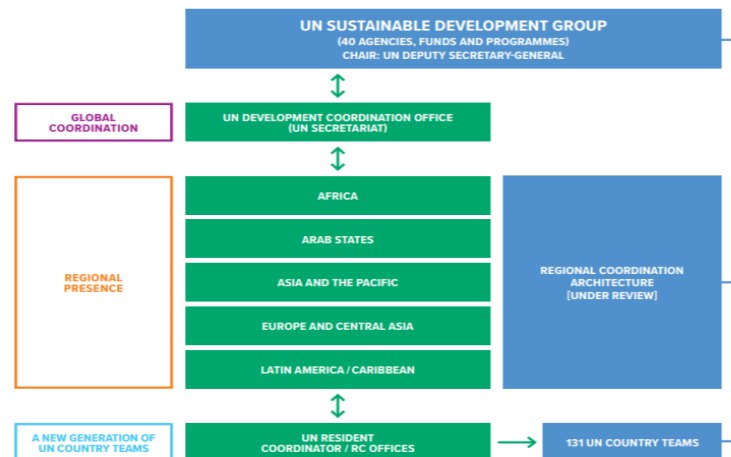 UN SUSTAINABLE DEVELOPMENT GROUP
(40 AGENCIES, FUNDS AND PROGRAMMES)
CHAIR: UN DEPUTY SECRETARY-GENERAL
GLOBAL
COORDINATION
UN DEVELOPMENT COORDINATION OFFICE
(UN SECRETARIAT)
REGIONAL
PRESENCE
AFRICA
ARAB STATES
ASIA AND THE PACIFIC
EUROPE AND CENTRAL ASIA
LATIN AMERICA / CARIBBEAN
REGIONAL COORDINATION
ARCHITECTURE
[UNDER REVIEW]
A NEW GENERATION OF
UN COUNTRY TEAMS
UN RESIDENT
COORDINATOR / RC OFFICES
131 UN COUNTRY TEAMS